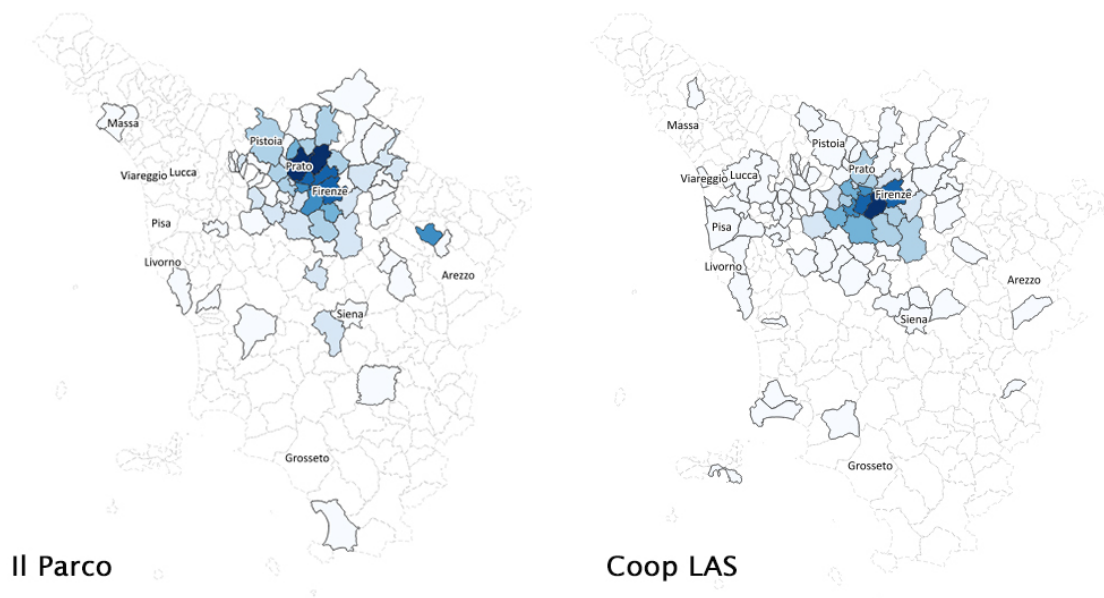 Massa
Pistoia
Prato
Viareggio
Lucca
Firenze
Pisa
Livorno
Arezzo
Siena
Grosseto
Il Parco
Massa
Pistoia
Prato
Viareggio
Lucca
Firenze
Pisa
Livorno
Arezzo
Siena
Grosseto
Coop LAS